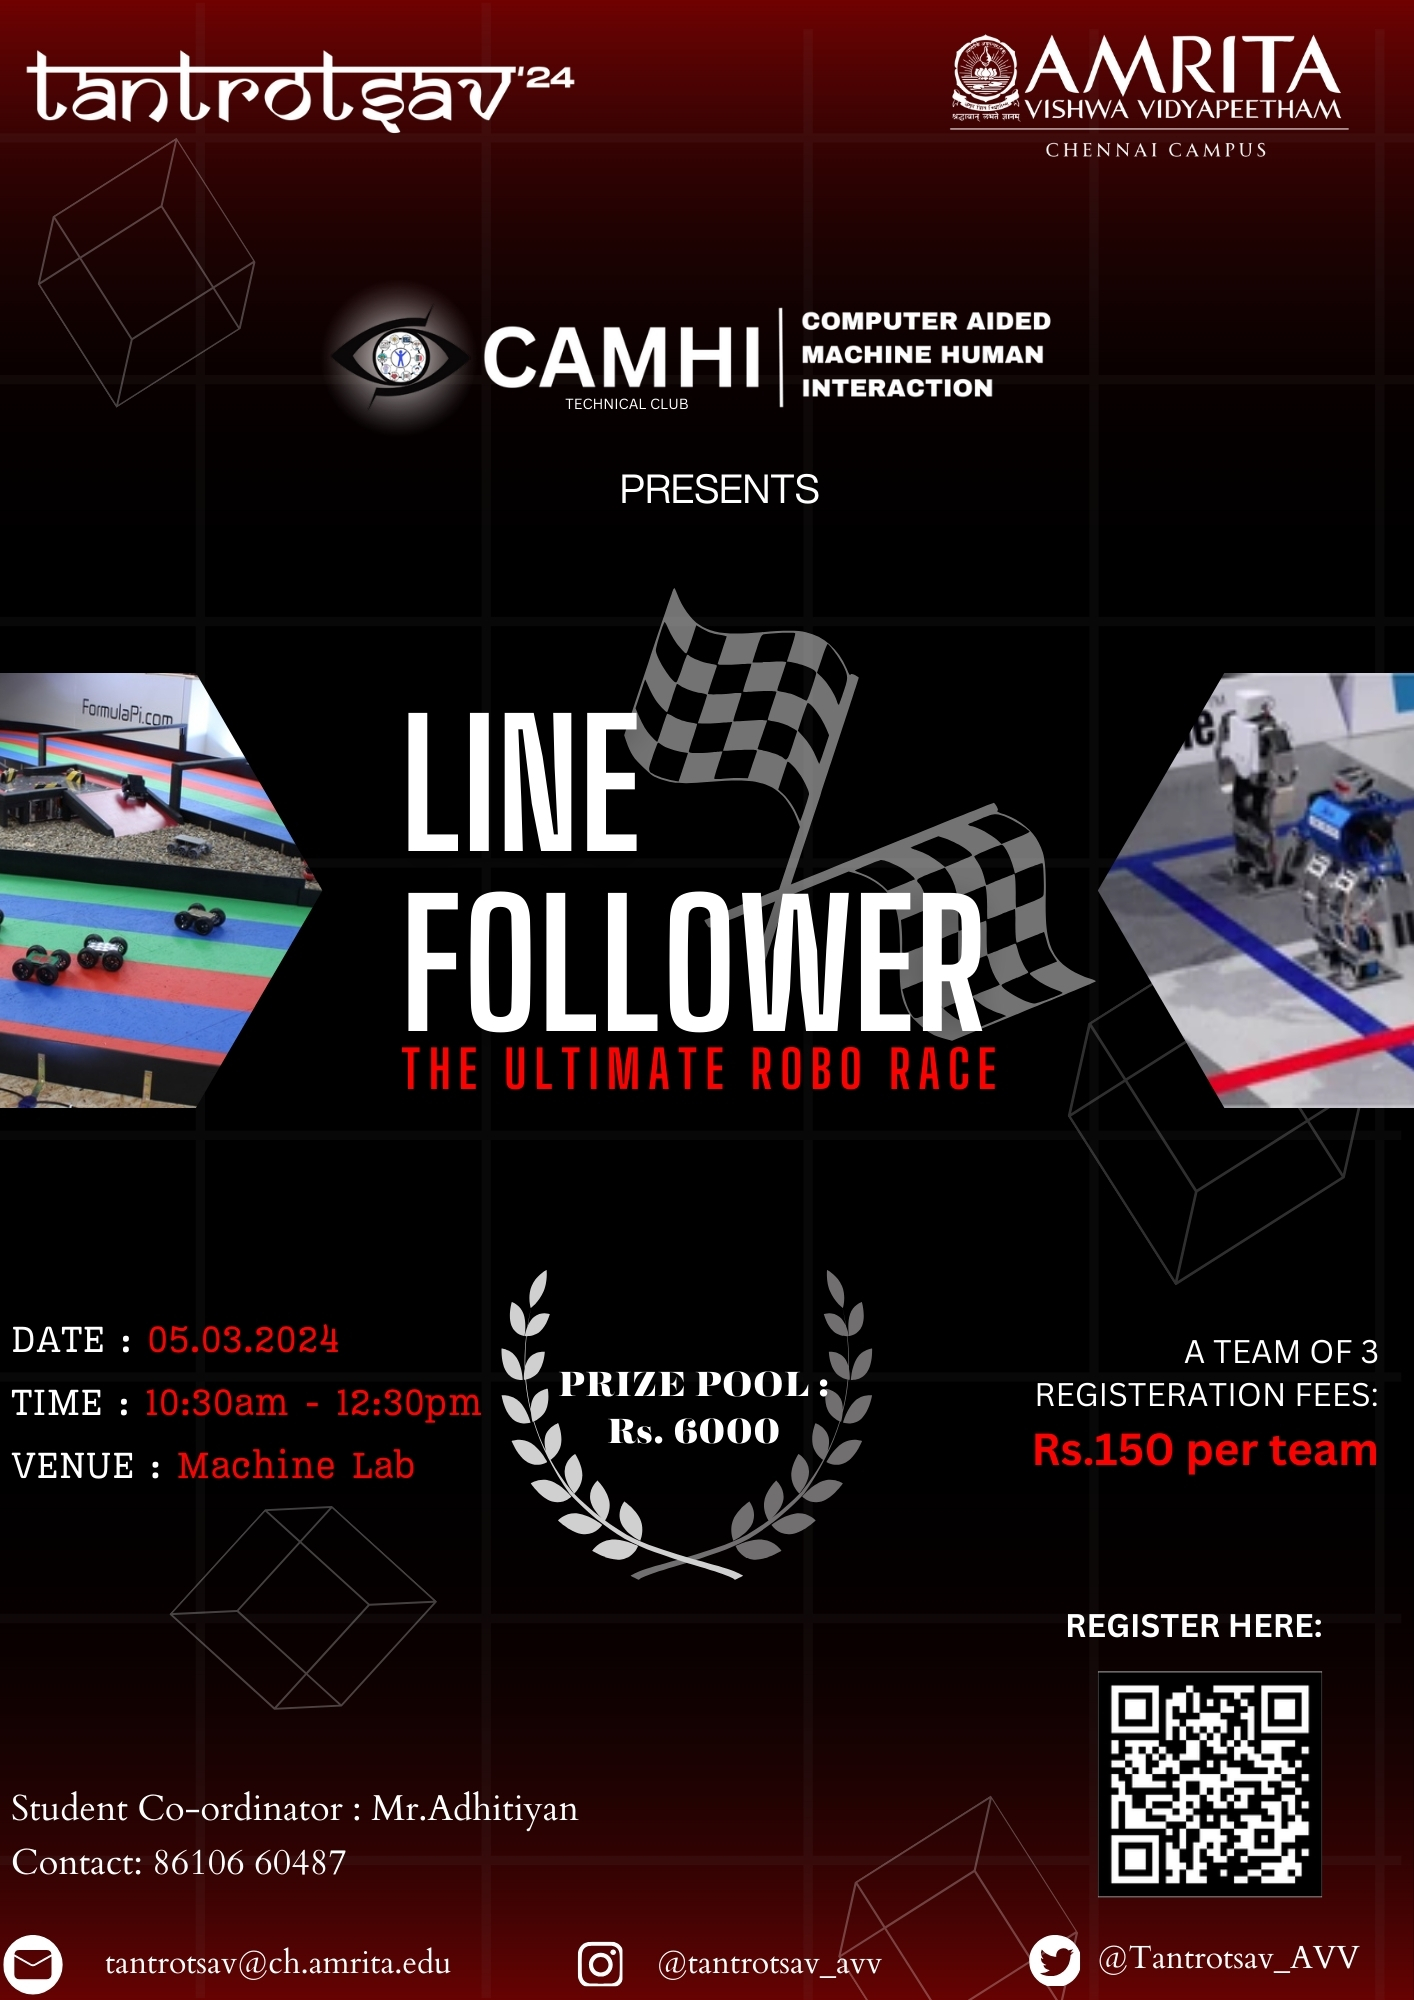 tantrotsav'24
AMRITA
VISHWA VIDYAPEETHAM
श्रद्धावान् लभते ज्ञानम्
CHENNAI CAMPUS
CAMHI
TECHNICAL CLUB
COMPUTER AIDED
MACHINE HUMAN
INTERACTION
PRESENTS
FormulaPi.com
LINE
FOLLOWER
THE ULTIMATE ROBO RACE
DATE : 05.03.2024
TIME : 10:30am - 12:30pm
VENUE : Machine Lab
PRIZE POOL :
Rs. 6000
A TEAM OF 3
REGISTERATION FEES:
Rs.150 per team
REGISTER HERE:
Student Co-ordinator : Mr.Adhitiyan
Contact: 86106 60487
tantrotsav@ch.amrita.edu
@tantrotsav_avv
@Tantrotsav_AVV